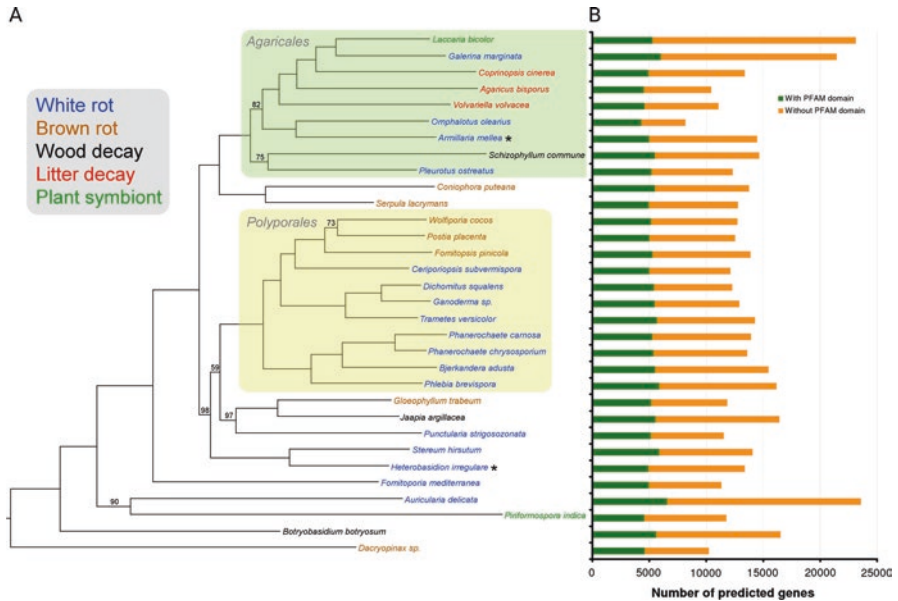 A
B
Agaricales
White rot
Brown rot
Wood decay
Litter decay
Plant symbiont
Laccaria bicolor
Galerina marginata
Coprinopsis cinerea
Agaricus bisporus
Volvariella volvacea
82
Omphalotus olearius
Armillaria mellea ★
75
Schizophyllum commune
Pleurotus ostreatus
Coniophora puteana
Serpula lacrymans
Polyporales
73
Wolfiporia cocos
Postia placenta
Fomitopsis pinicola
Ceriporiopsis subvermispora
Dichomitus squalens
Ganoderma sp.
Trametes versicolor
Phanerochaete carnosa
Phanerochaete chrysosporium
Bjerkandera adusta
Phlebia brevispora
59
98
97
Gloeophyllum trabeum
Jaapia argillacea
Punctularia strigosozonata
Stereum hirsutum
Heterobasidion irregulare ★
Fomitoporia mediterranea
90
Auricularia delicata
Piriformospora indica
Botryobasidium botryosum
Dacryopinax sp.
With PFAM domain
Without PFAM domain
0 5000 10000 15000 20000 25000
Number of predicted genes